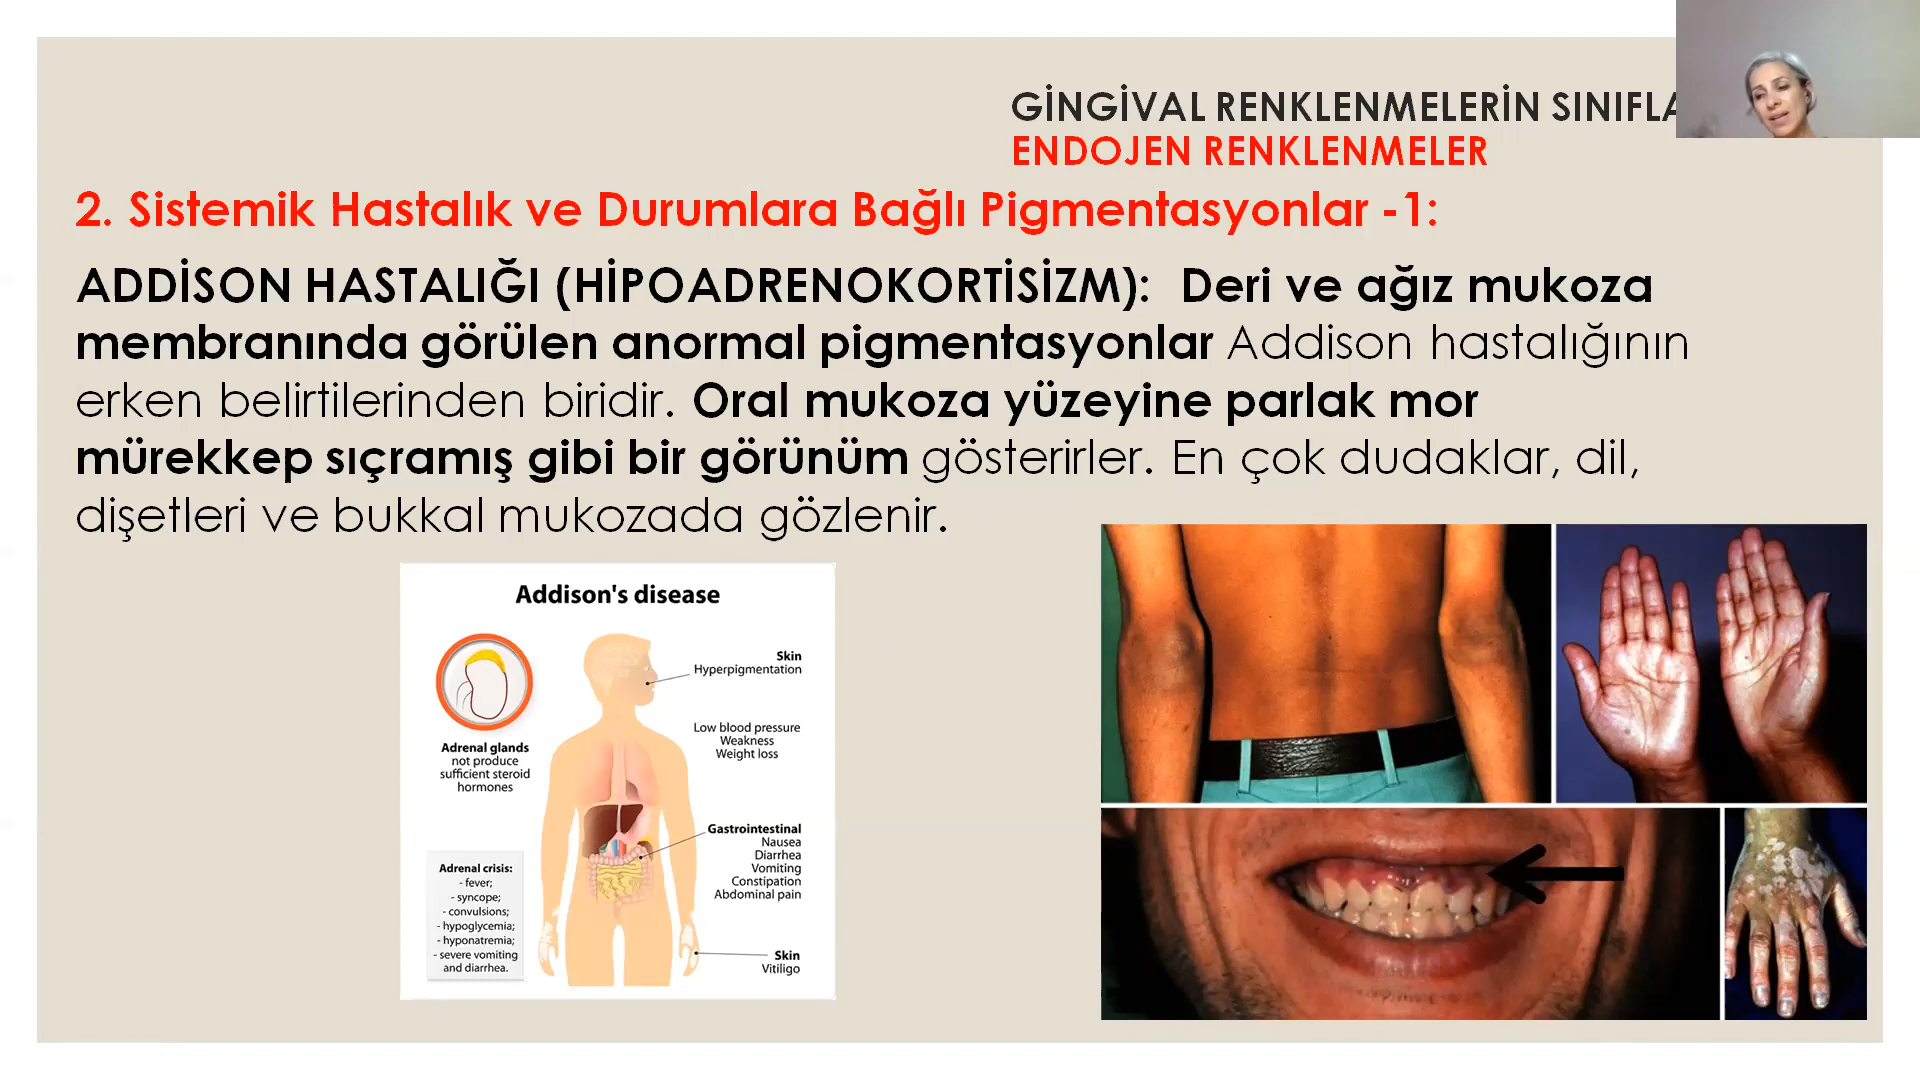 GİNGİVAL RENKLENMELERİN
ENDOJEN RENKLENMELER
2. Sistemik Hastalık ve Durumlara Bağlı Pigmentasyonlar -1:
ADDİSON HASTALIĞI (HİPOADRENOKORTİSİZM): Deri ve ağız mukoza
membranında görülen anormal pigmentasyonlar Addison hastalığının
erken belirtilerinden biridir. Oral mukoza yüzeyine parlak mor
mürekkep sıçramış gibi bir görünüm gösterirler. En çok dudaklar, dil,
dişetleri ve bukkal mukozada gözlenir.
Addison's disease
Skin
Hyperpigmentation
Low blood pressure
Weakness
Weight loss
Adrenal glands
not produce
sufficient steroid
hormones
Gastrointestinal
Nausea
Diarrhea
Vomiting
Constipation
Abdominal pain
Adrenal crisis:
- fever;
- syncope;
- convulsions;
- hypoglycemia;
- hyponatremia;
- severe vomiting
and diarrhea.
Skin
Vitiligo